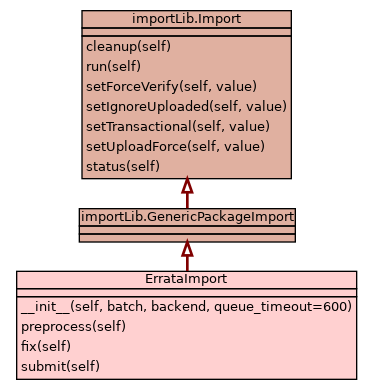 importLib.Import
cleanup(self)
run(self)
setForceVerify(self, value)
setIgnoreUploaded(self, value)
setTransactional(self, value)
setUploadForce(self, value)
status(self)
importLib.GenericPackageImport
ErrataImport
__init__(self, batch, backend, queue_timeout=600)
preprocess(self)
fix(self)
submit(self)